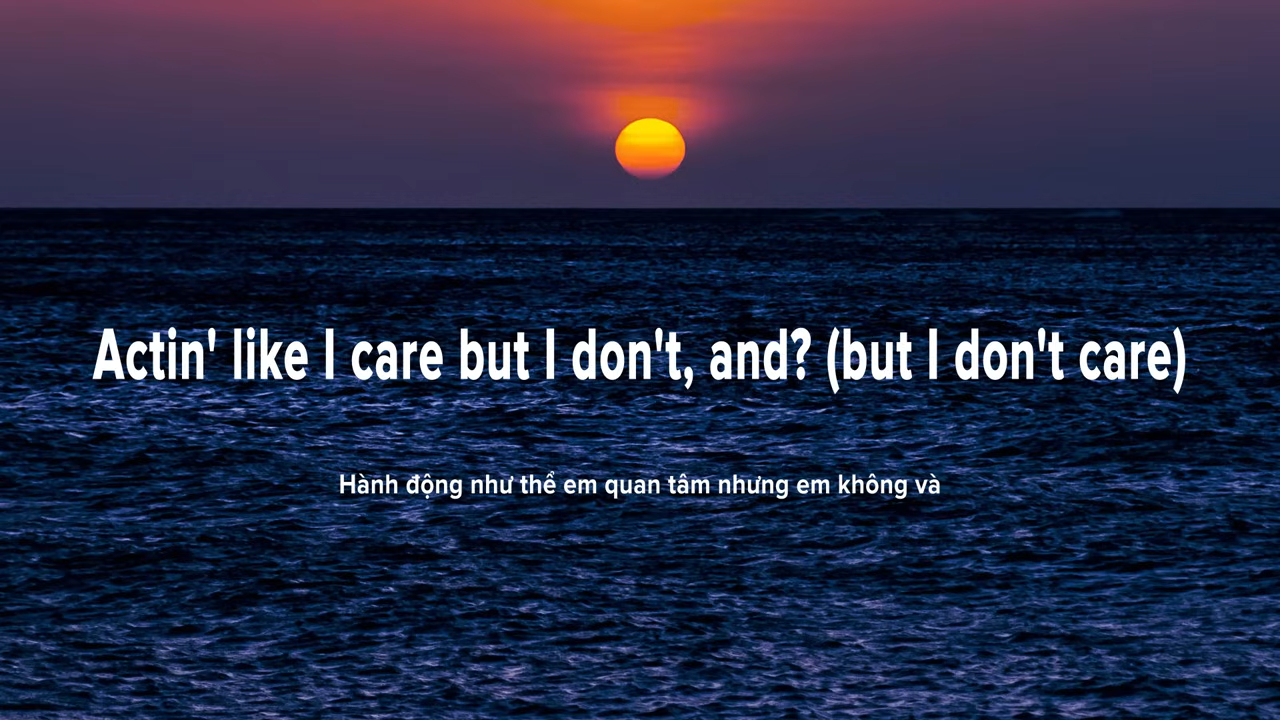 Actin' like I care but I don't, and? (but I don't care)
Hành động như thể em quan tâm nhưng em không và